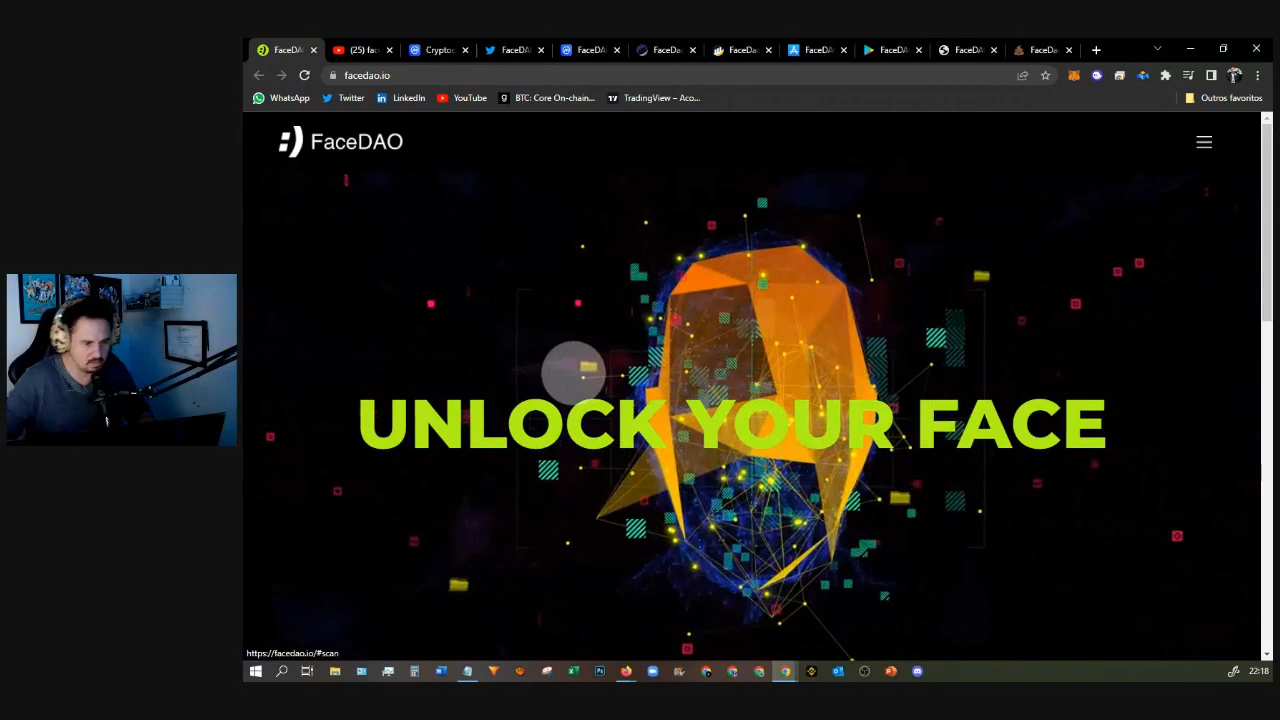 FaceDA
(25) fac
Crypto
FaceDA
FaceDA
FaceDa
FaceDa
FaceDA
FaceDA
FaceDA
FaceDa
facedao.io
WhatsApp
Twitter
LinkedIn
YouTube
BTC: Core On-chain...
TradingView – Aco...
Outros favoritos
FaceDAO
UNLOCK YOUR FACE
https://facedao.io/#scan
22:18